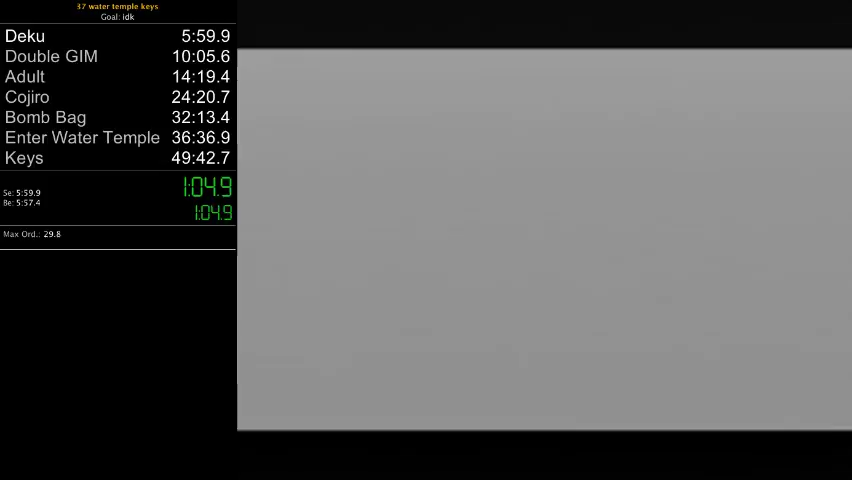 37 water temple keys
Goal: idk
Deku 5:59.9
Double GIM 10:05.6
Adult 14:19.4
Cojiro 24:20.7
Bomb Bag 32:13.4
Enter Water Temple 36:36.9
Keys 49:42.7
1:04.9
Se: 5:59.9
Be: 5:57.4
1:04.9
Max Ord.: 29.8